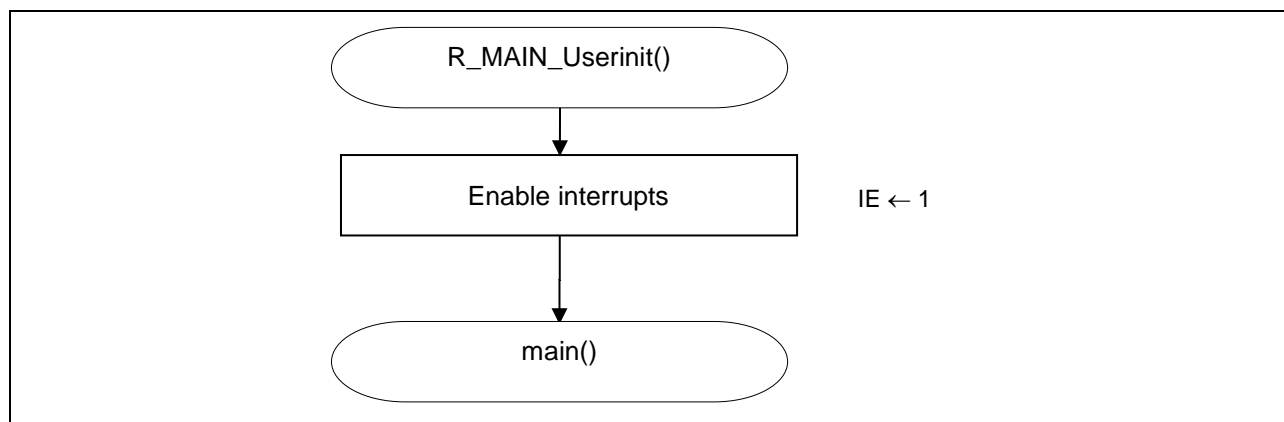 R_MAIN_Userinit()
Enable interrupts
IE ← 1
main()